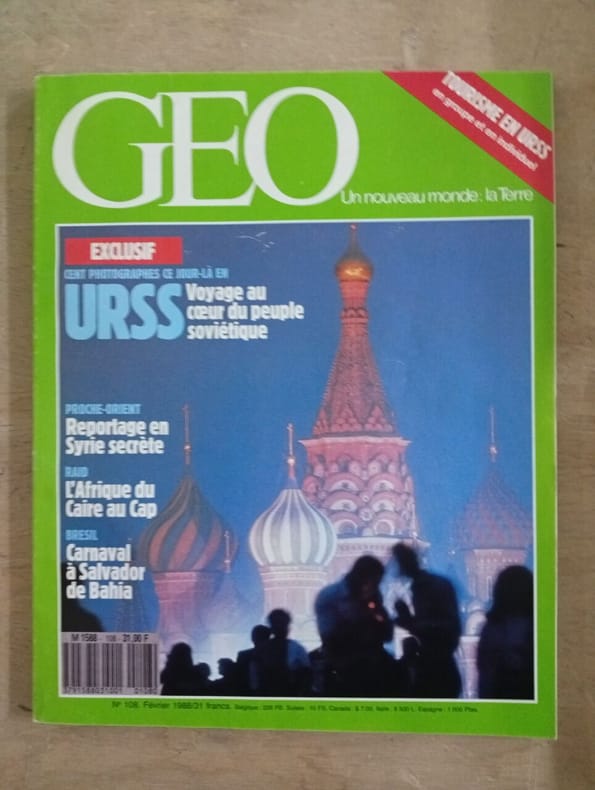 GEO
TOURISME EN URSS
en groupe et en individuel
Un nouveau monde: la Terre
EXCLUSIF
CENT PHOTOGRAPHES CE JOUR-LÀ EN
URSS
Voyage au
cœur du peuple
soviétique
PROCHE-ORIENT
Reportage en
Syrie secrète
RAID
L'Afrique du
Caire au Cap
BRESIL
Carnaval
à Salvador
de Bahia
M 1588 - 108 - 31,00 F
N° 108. Février 1988/31 francs.